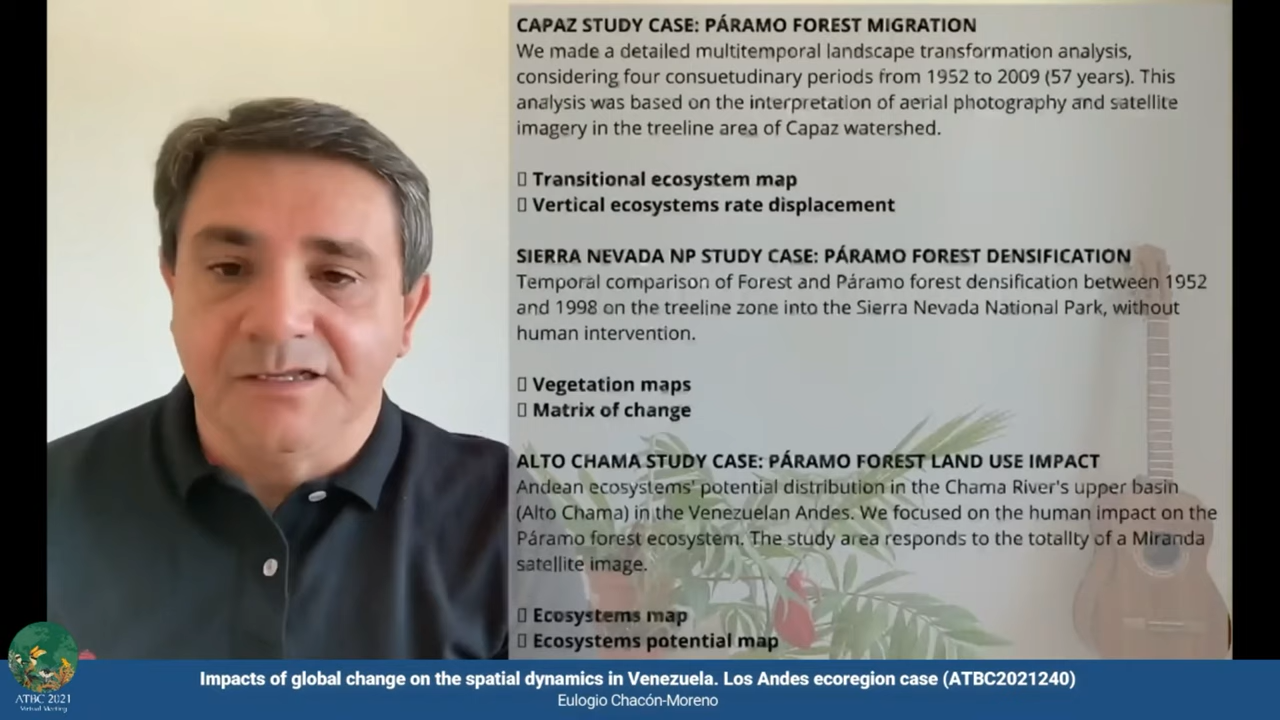 CAPAZ STUDY CASE: PÁRAMO FOREST MIGRATION
We made a detailed multitemporal landscape transformation analysis,
considering four consuetudinary periods from 1952 to 2009 (57 years). This
analysis was based on the interpretation of aerial photography and satellite
imagery in the treeline area of Capaz watershed.
Transitional ecosystem map
Vertical ecosystems rate displacement
SIERRA NEVADA NP STUDY CASE: PÁRAMO FOREST DENSIFICATION
Temporal comparison of Forest and Páramo forest densification between 1952
and 1998 on the treeline zone into the Sierra Nevada National Park, without
human intervention.
Vegetation maps
Matrix of change
ALTO CHAMA STUDY CASE: PÁRAMO FOREST LAND USE IMPACT
Andean ecosystems' potential distribution in the Chama River's upper basin
(Alto Chama) in the Venezuelan Andes. We focused on the human impact on the
Páramo forest ecosystem. The study area responds to the totality of a Miranda
satellite image.
Ecosystems map
Ecosystems potential map
ATBC 2021
Virtual Meeting
Impacts of global change on the spatial dynamics in Venezuela. Los Andes ecoregion case (ATBC2021240)
Eulogio Chacón-Moreno